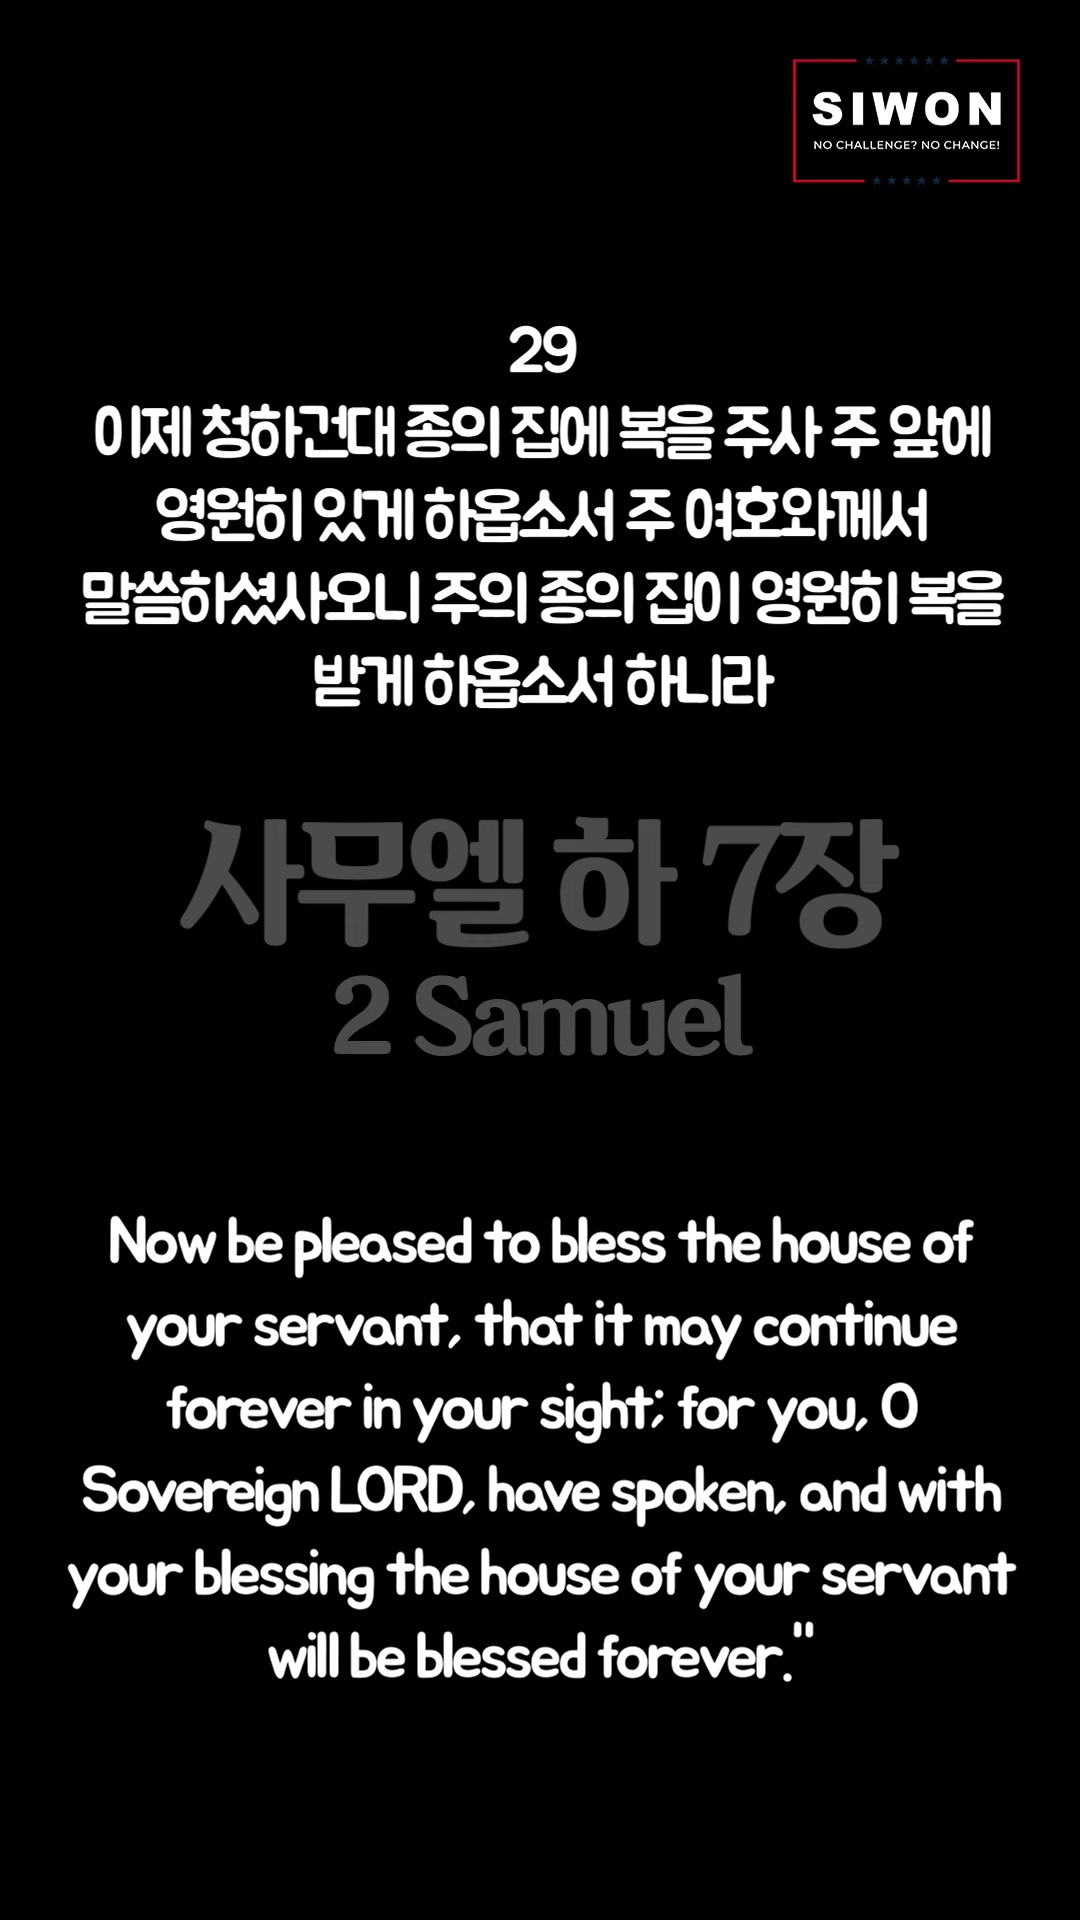 SIWON
NO CHALLENGE? NO CHANGE!
29
이제 청하건대 종의 집에 복을 주사 주 앞에
영원히 있게 하옵소서 주 여호와께서
말씀하셨사오니 주의 종의 집이 영원히 복을
받게 하옵소서 하니라
사무엘 하 7장
2 Samuel
Now be pleased to bless the house of
your servant, that it may continue
forever in your sight; for you, O
Sovereign LORD, have spoken, and with
your blessing the house of your servant
will be blessed forever."